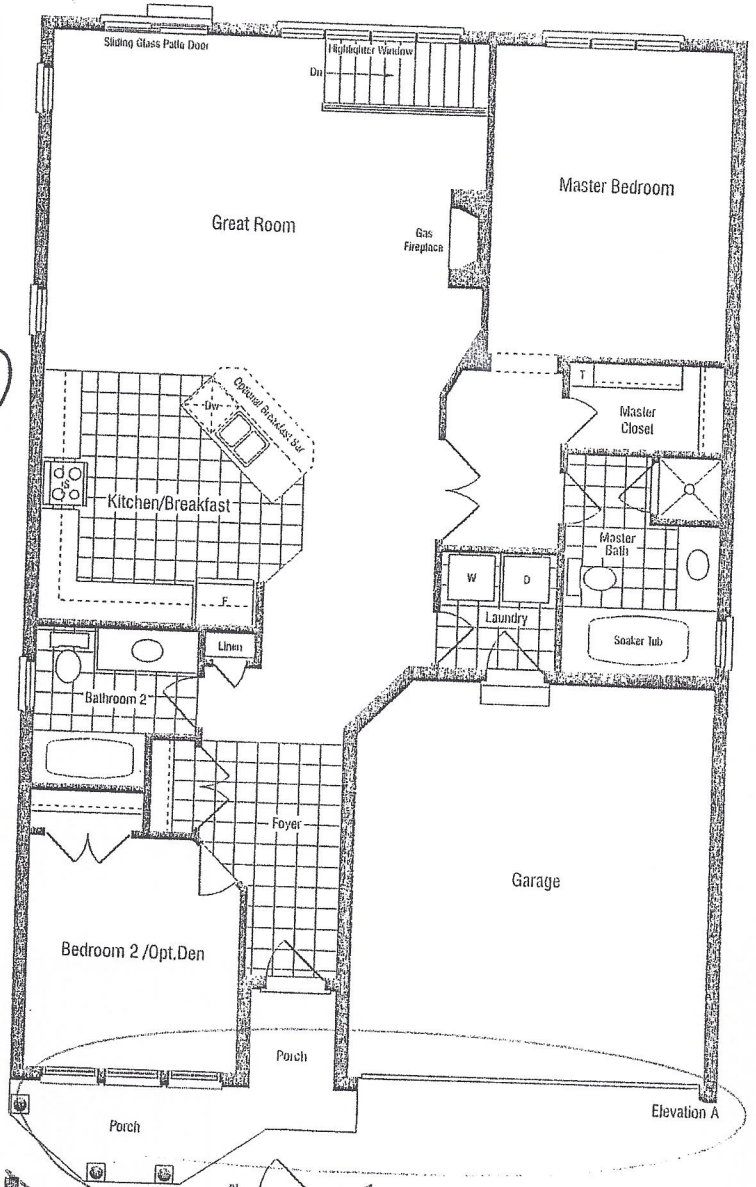 Sliding Glass Patio Door
Highlighter Window
Dn
Master Bedroom
Great Room
Gas
Fireplace
T
Master
Closet
Optional Breakfast Bar
Dw
S
Kitchen/Breakfast
Master
Bath
W
D
F
Laundry
Linen
Soaker Tub
Bathroom 2
Foyer
Garage
Bedroom 2 /Opt.Den
Porch
Elevation A
Porch